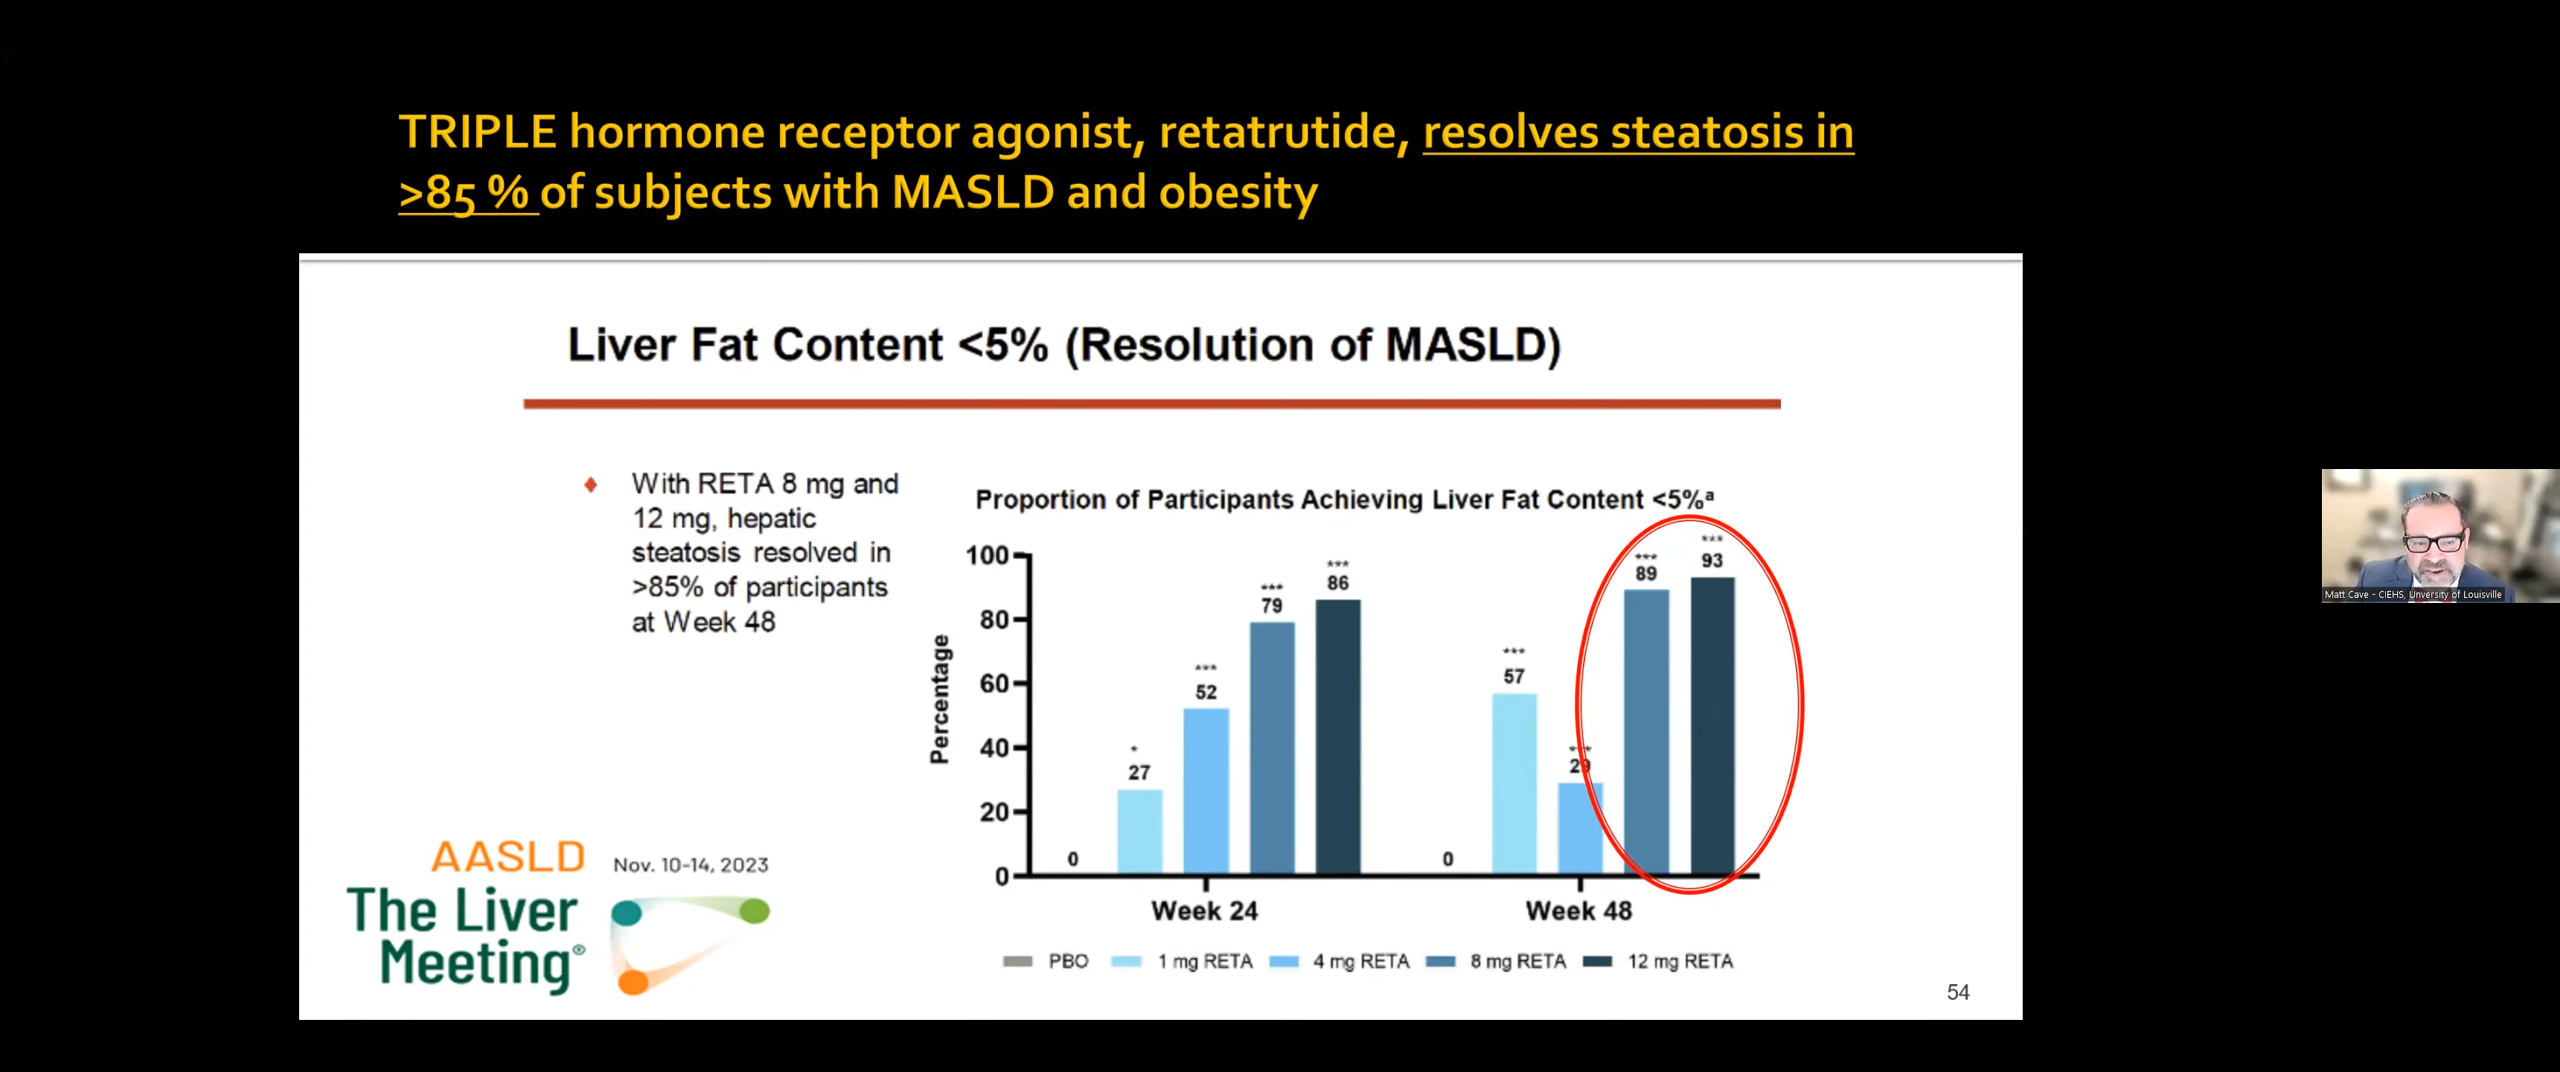 TRIPLE hormone receptor agonist, retatrutide, resolves steatosis in
>85 % of subjects with MASLD and obesity
Liver Fat Content <5% (Resolution of MASLD)
♦ With RETA 8 mg and
12 mg, hepatic
steatosis resolved in
>85% of participants
at Week 48
Proportion of Participants Achieving Liver Fat Content <5%ª
Percentage
100
80
60
40
20
0
0
* 27
*** 52
*** 79
*** 86
0
*** 57
*** 29
*** 89
*** 93
Week 24
Week 48
PBO 1 mg RETA 4 mg RETA 8 mg RETA 12 mg RETA
AASLD
The Liver
Meeting®
Nov. 10-14, 2023
54
Matt Cave - CIEHS, Unversity of Louisville